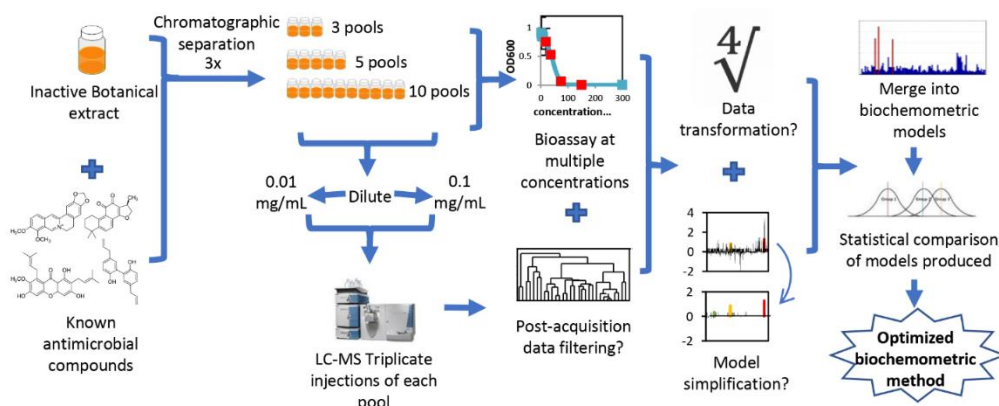 Inactive Botanical
extract
Known
antimicrobial
compounds
Chromatographic
separation
3x
3 pools
5 pools
10 pools
0.01
mg/mL
Dilute
0.1
mg/mL
LC-MS Triplicate
injections of each
pool
OD600
1
0.5
0
0
100
200
300
concentration...
Bioassay at
multiple
concentrations
Post-acquisition
data filtering?
4
Data
transformation?
4
2
0
-2
2
0
-2
Model
simplification?
Merge into
biochemometric
models
Statistical comparison
of models produced
Optimized
biochemometric
method